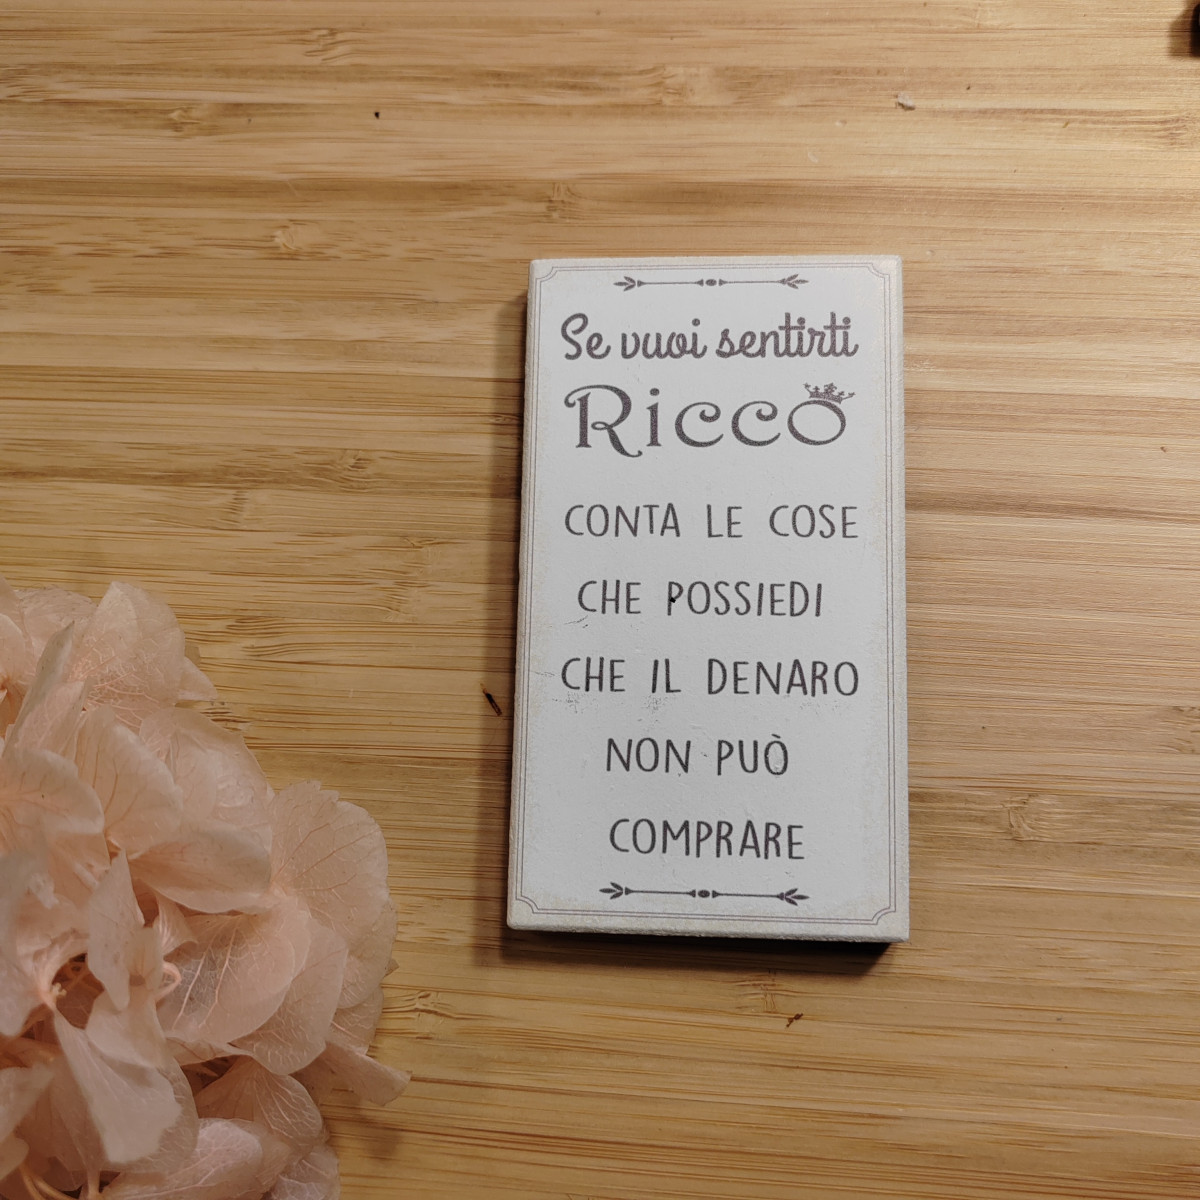 Se vuoi sentirti
Ricco
CONTA LE COSE
CHE POSSIEDI
CHE IL DENARO
NON PUÒ
COMPRARE